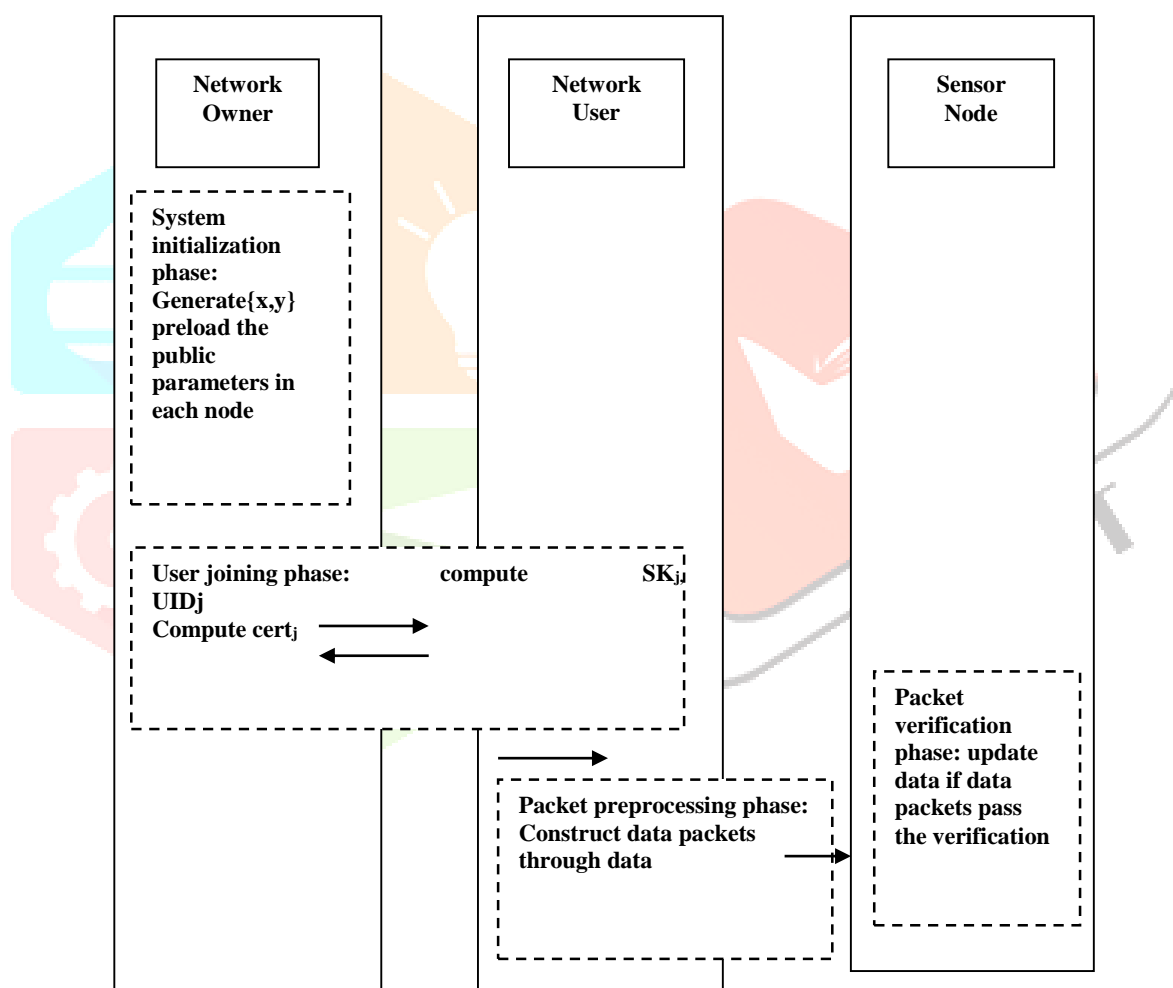 Network
Owner
Network
User
Sensor
Node
System
initialization
phase:
Generate{x,y}
preload the
public
parameters in
each node
User joining phase: compute SKj,
UIDj
Compute certj
Packet preprocessing phase:
Construct data packets
through data
Packet
verification
phase: update
data if data
packets pass
the verification